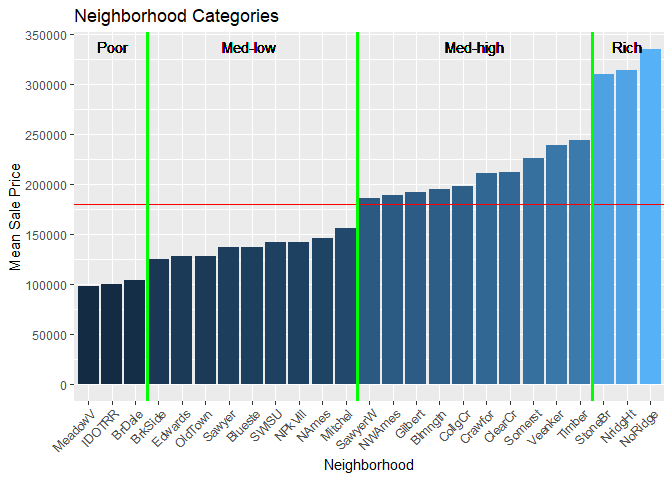 Neighborhood Categories
Poor Med-low Med-high Rich
350000
300000
250000
200000
150000
100000
50000
0
Mean Sale Price
MeadowV IDOTRR BrDale BrkSide Edwards OldTown Sawyer Blueste SWISU NPkVill NAmes Mitchel SawyerW NWAmes Gilbert Blmngtn CollgCr Crawfor ClearCr Somerst Veenker Timber StoneBr NridgHt NoRidge
Neighborhood